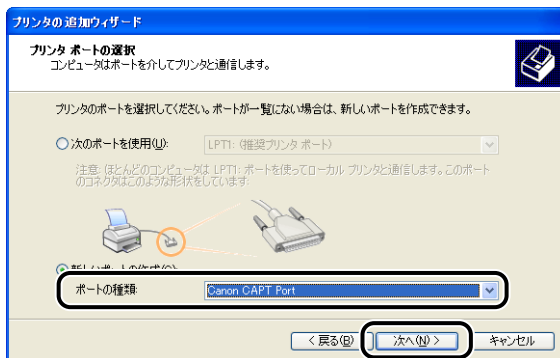 プリンタの追加ウィザード
プリンタ ポートの選択
コンピュータはポートを介してプリンタと通信します。
プリンタのポートを選択してください。ポートが一覧にない場合は、新しいポートを作成できます。
次のポートを使用(U): LPT1: (推奨プリンタ ポート)
注意: ほとんどのコンピュータは LPT1: ポートを使ってローカル プリンタと通信します。このポート
のコネクタはこのような形状をしています:
新しいポートの作成(C):
ポートの種類: Canon CAPT Port
< 戻る(B) 次へ(N) > キャンセル